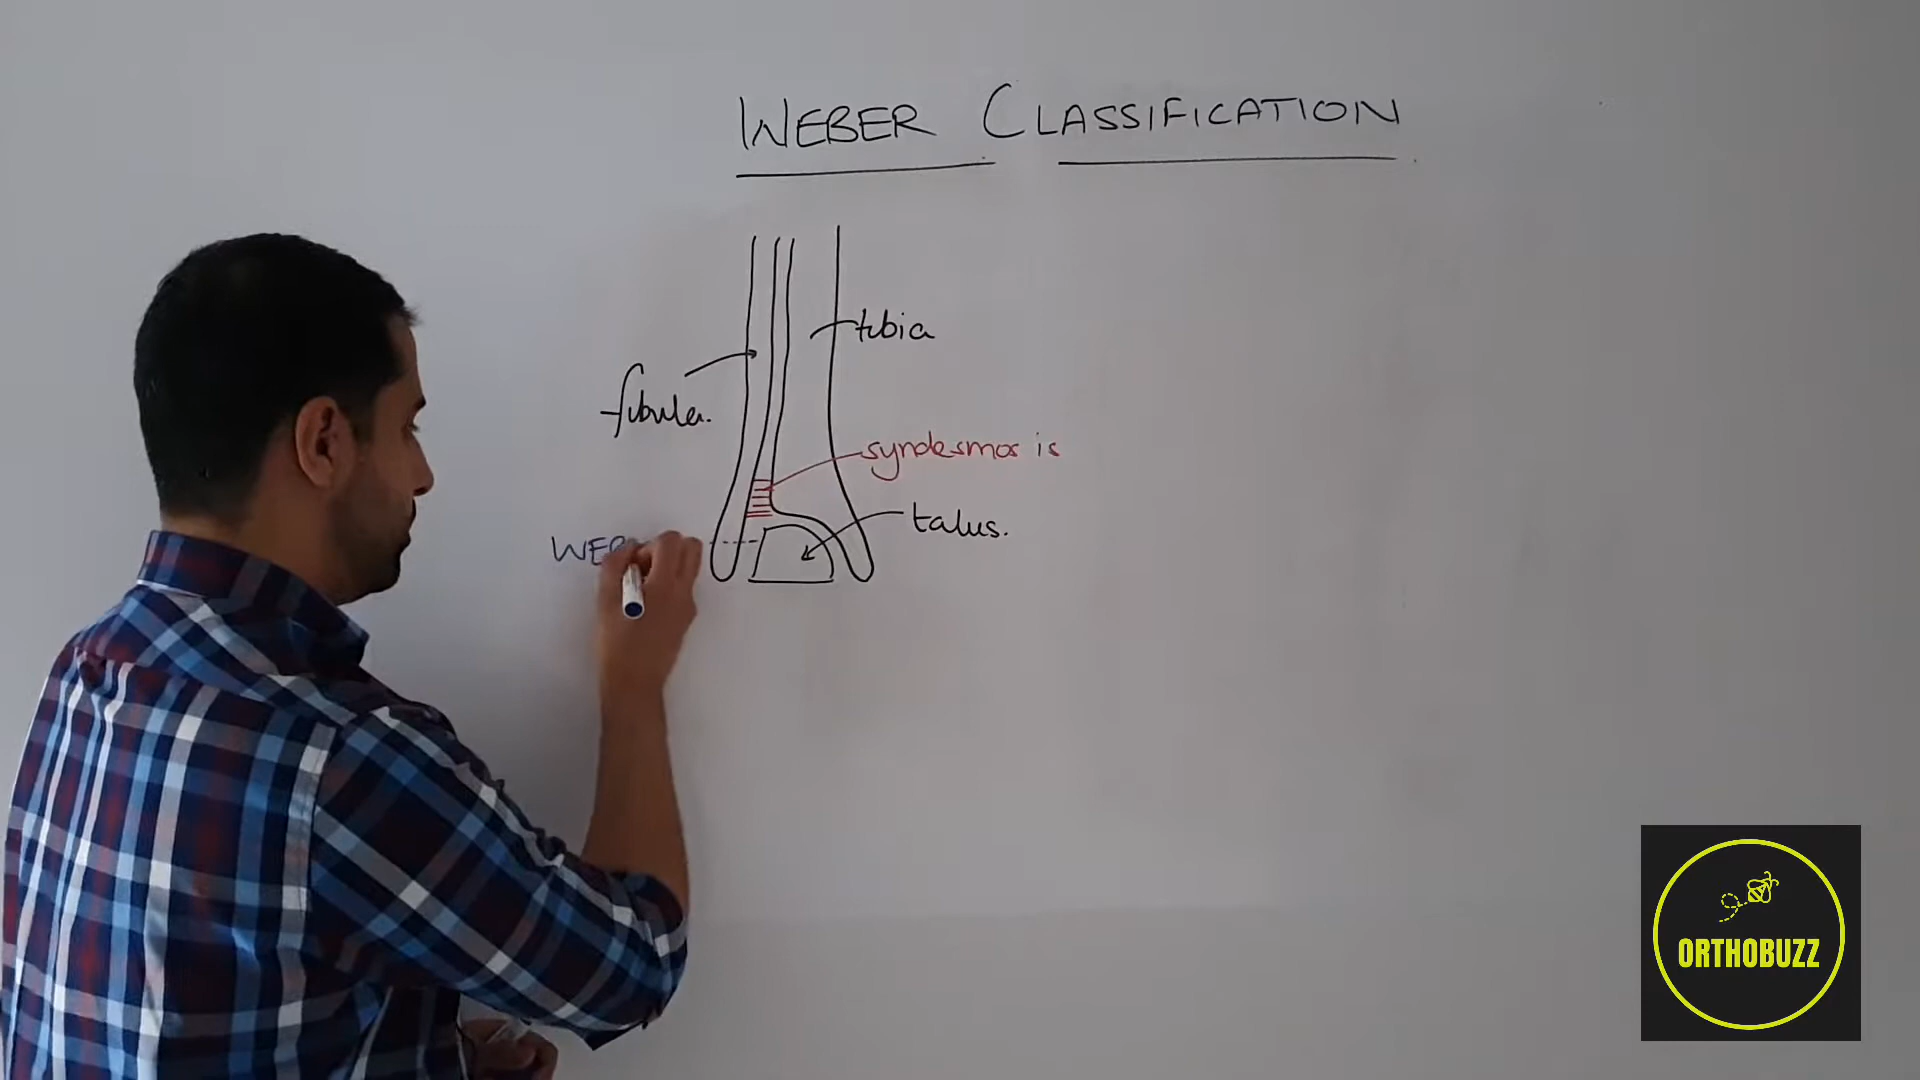 WEBER CLASSIFICATION
tibia
fibula.
syndesmosis
talus.
ORTHOBUZZ